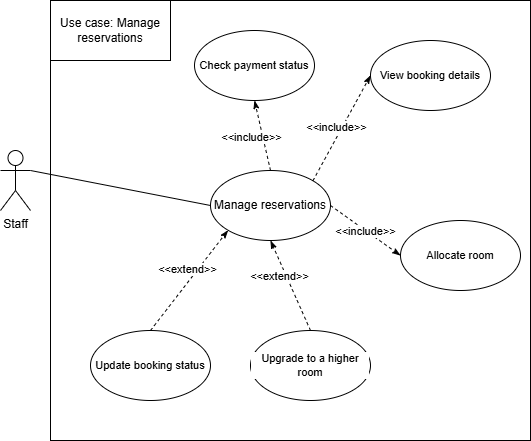 Use case: Manage
reservations
Check payment status
View booking details
<<include>>
<<include>>
Manage reservations
Staff
<<include>>
Allocate room
<<extend>>
<<extend>>
Update booking status
Upgrade to a higher
room